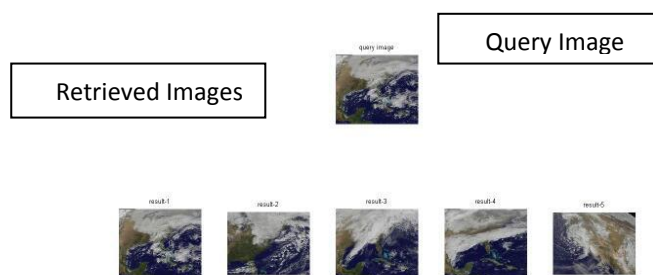 query image
Query Image
Retrieved Images
result-1
result-2
result-3
result-4
result-5